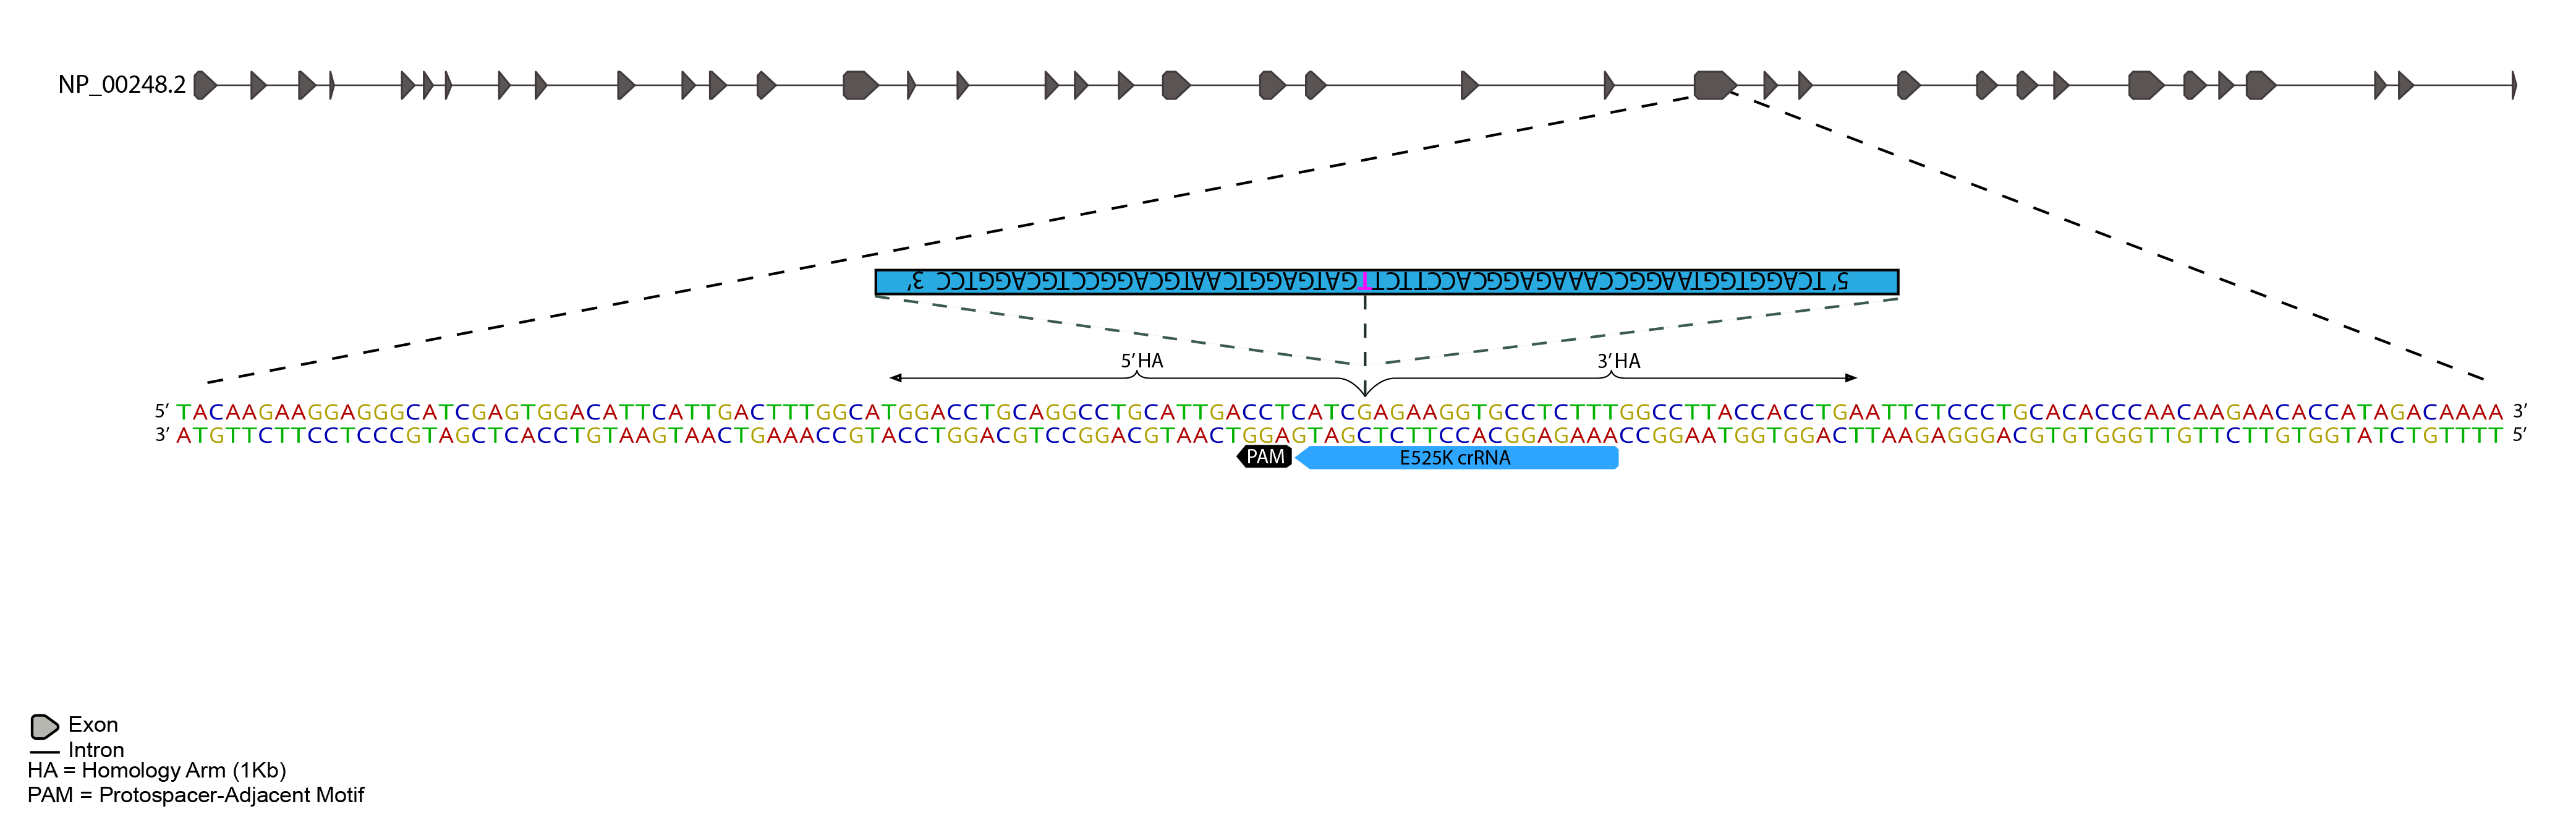 NP_00248.2
5’ TCAGGTGGTAAGGCCAAAGAGGCACCTTCTTGATGAGGTCAATGCAGGCCTGCAGGTCC 3’
5’HA 3’HA
5’ TACAAGAAGGAGGGCATCGAGTGGACATTCATTGACTTTGGCATGGACCTGCAGGCCTGCATTGACCTCATCGAGAAGGTGCCTCTTTGGCCTTACCACCTGAATTCTCCCTGCACACCCAACAAGAACACCATAGACAAAA 3’
3’ ATGTTCTTCCTCCCGTAGCTCACCTGTAAGTAACTGAAACCGTACCTGGACGTCCGGACGTAACTGGAGTAGCTCTTCCACGGAGAAACCGGAATGGTGGACTTAAGAGGGACGTGTGGGTTGTTCTTGTGGTATCTGTTTT 5’
PAM E525K crRNA
Exon
Intron
HA = Homology Arm (1Kb)
PAM = Protospacer-Adjacent Motif